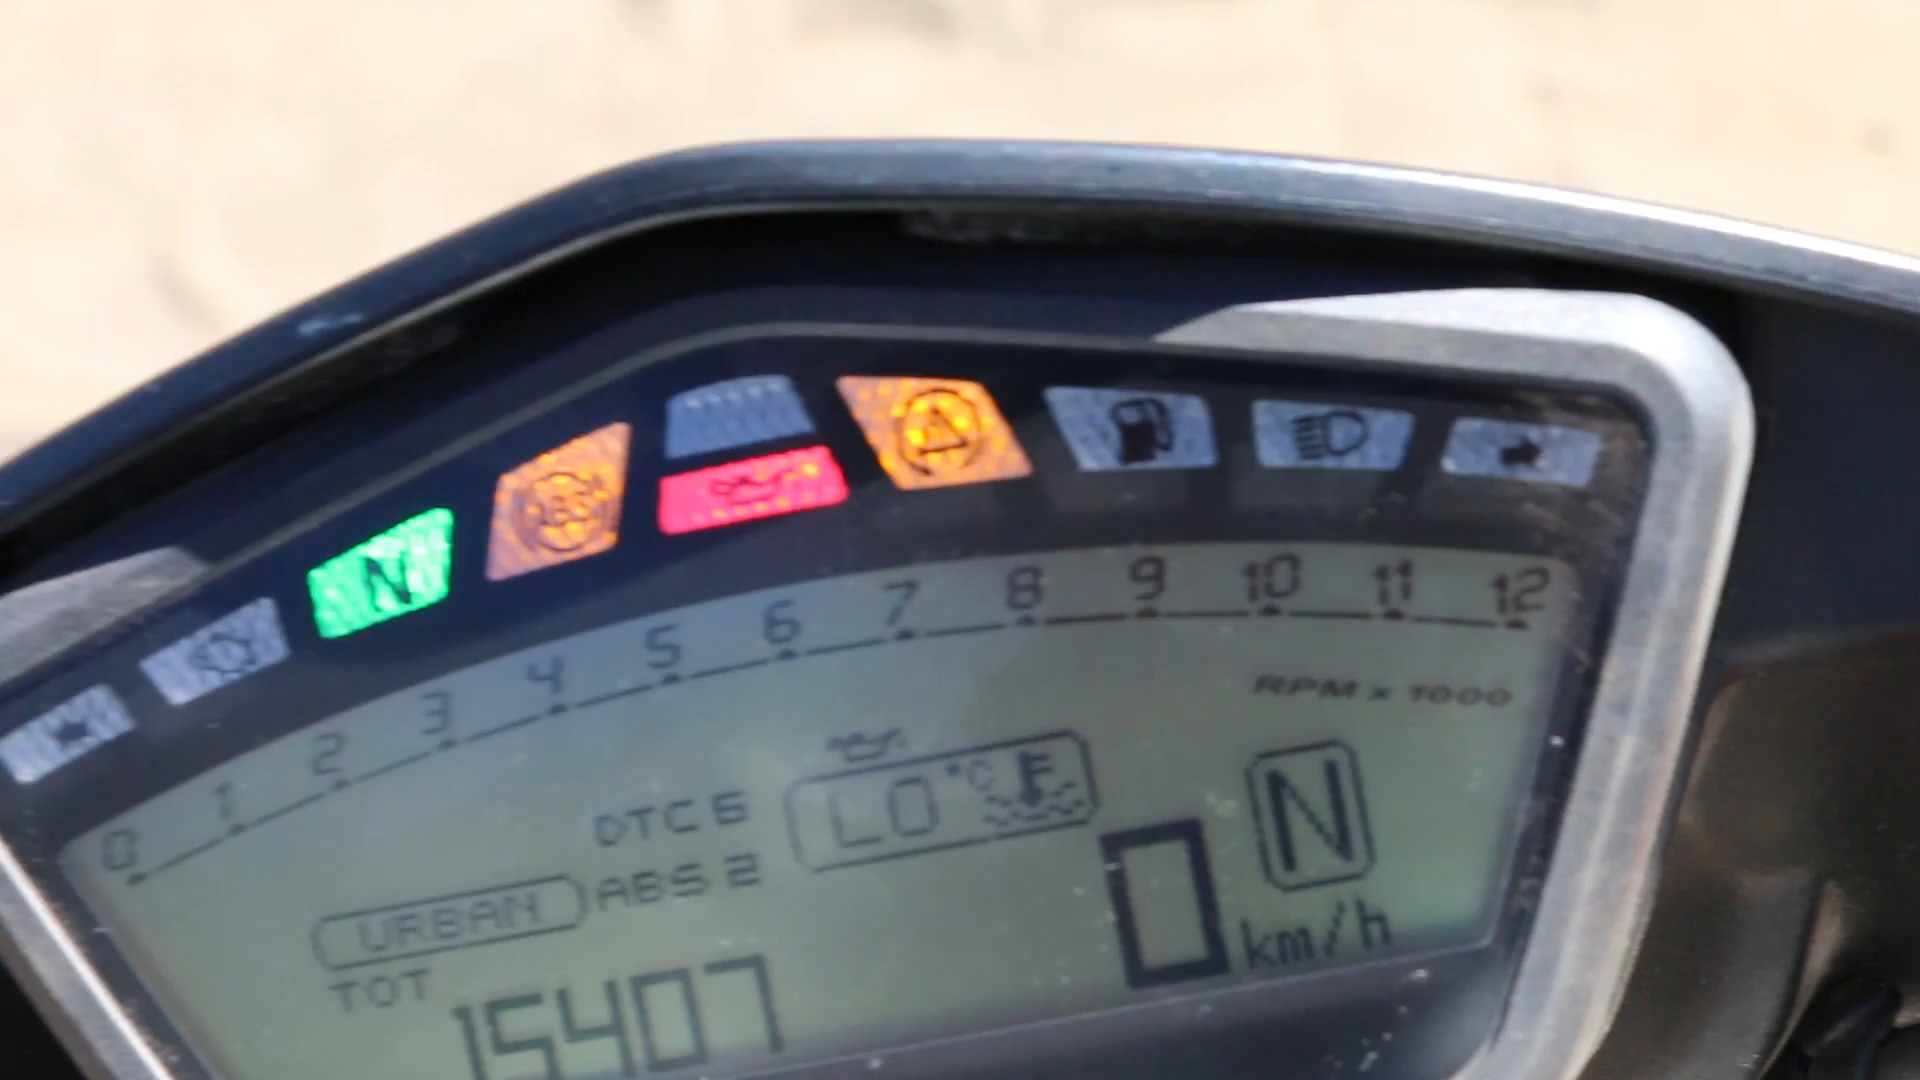 N ABS
0 1 2 3 4 5 6 7 8 9 10 11 12
RPM x 1000
DTC 6 LO °C N
URBAN ABS 2
0 km/h
TOT
15407